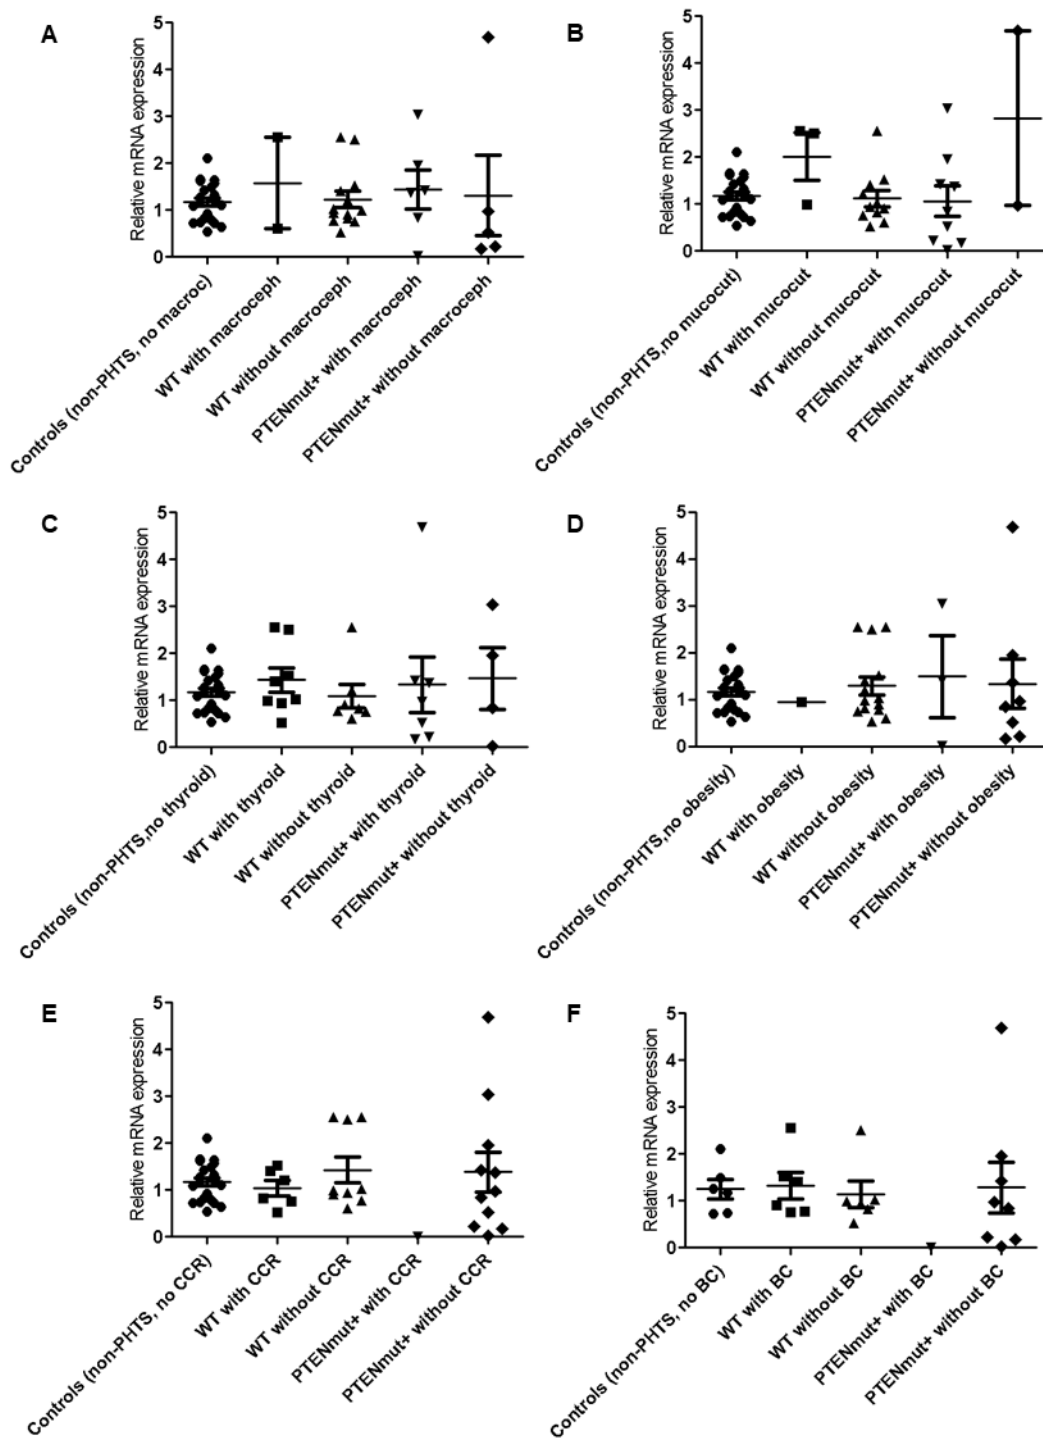 A
Relative mRNA expression
5
4
3
2
1
0
Controls (non-PHTS, no macroc)
WT with macroceph
WT without macroceph
PTENmut+ with macroceph
PTENmut+ without macroceph
B
Relative mRNA expression
5
4
3
2
1
0
Controls (non-PHTS,no mucocut)
WT with mucocut
WT without mucocut
PTENmut+ with mucocut
PTENmut+ without mucocut
C
Relative mRNA expression
5
4
3
2
1
0
Controls (non-PHTS,no thyroid)
WT with thyroid
WT without thyroid
PTENmut+ with thyroid
PTENmut+ without thyroid
D
Relative mRNA expression
5
4
3
2
1
0
Controls (non-PHTS,no obesity)
WT with obesity
WT without obesity
PTENmut+ with obesity
PTENmut+ without obesity
E
Relative mRNA expression
5
4
3
2
1
0
Controls (non-PHTS, no CCR)
WT with CCR
WT without CCR
PTENmut+ with CCR
PTENmut+ without CCR
F
Relative mRNA expression
5
4
3
2
1
0
Controls (non-PHTS, no BC)
WT with BC
WT without BC
PTENmut+ with BC
PTENmut+ without BC